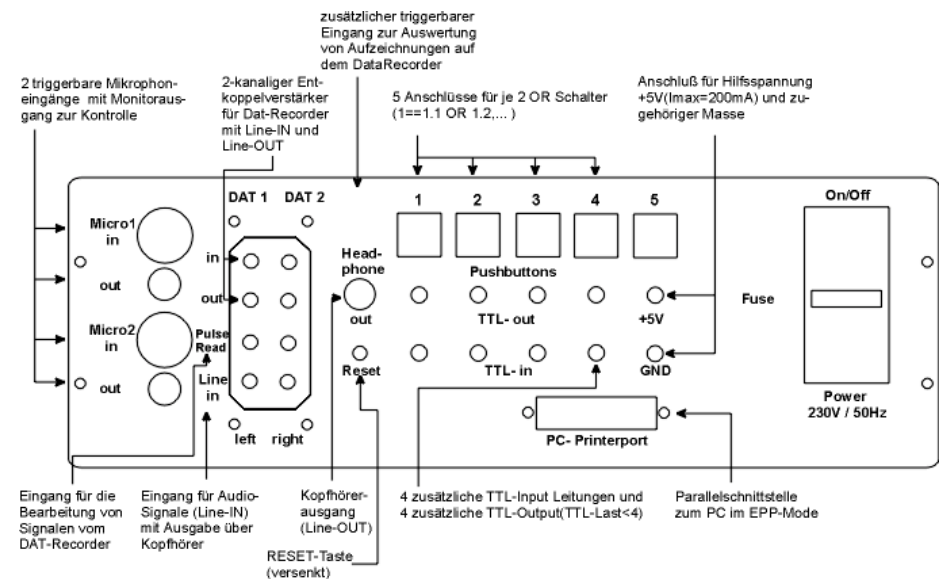 zusätzlicher triggerbarer
Eingang zur Auswertung
von Aufzeichnungen auf
dem DataRecorder
2 triggerbare Mikrophon-
eingänge mit Monitoraus-
gang zur Kontrolle
2-kanaliger Ent-
koppelverstärker
für Dat-Recorder
mit Line-IN und
Line-OUT
5 Anschlüsse für je 2 OR Schalter
(1==1.1 OR 1.2,... )
Anschluß für Hilfsspannung
+5V(Imax=200mA) und zu-
gehöriger Masse
DAT 1 DAT 2
1 2 3 4 5
On/Off
Micro1
in
out
Micro2
in
out
in
out
Pulse
Read
Line
in
left right
Head-
phone
out
Reset
Pushbuttons
TTL- out
+5V
TTL- in
GND
Fuse
PC- Printerport
Power
230V / 50Hz
Eingang für die
Bearbeitung von
Signalen vom
DAT-Recorder
Eingang für Audio-
Signale (Line-IN)
mit Ausgabe über
Kopfhörer
Kopfhörer-
ausgang
(Line-OUT)
RESET-Taste
(versenkt)
4 zusätzliche TTL-Input Leitungen und
4 zusätzliche TTL-Output(TTL-Last<4)
Parallelschnittstelle
zum PC im EPP-Mode